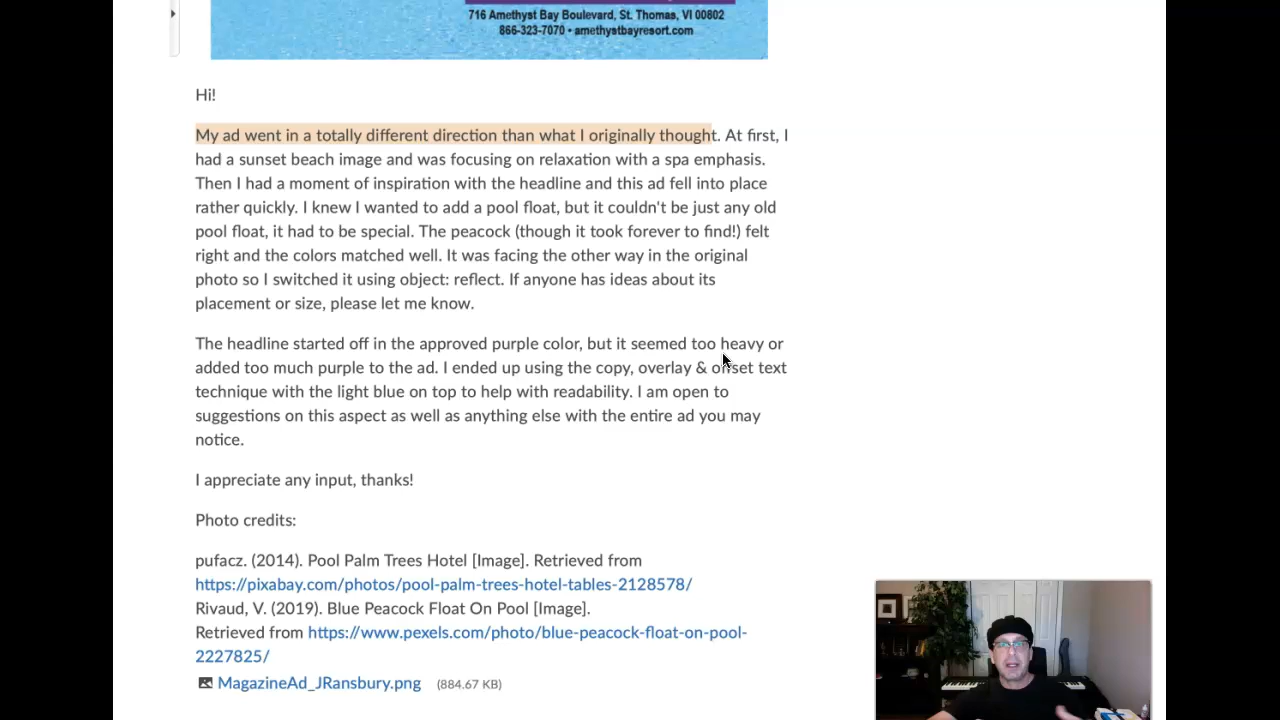 716 Amethyst Bay Boulevard, St. Thomas, VI 00802
866-323-7070 • amethystbayresort.com
Hi!
My ad went in a totally different direction than what I originally thought. At first, I
had a sunset beach image and was focusing on relaxation with a spa emphasis.
Then I had a moment of inspiration with the headline and this ad fell into place
rather quickly. I knew I wanted to add a pool float, but it couldn't be just any old
pool float, it had to be special. The peacock (though it took forever to find!) felt
right and the colors matched well. It was facing the other way in the original
photo so I switched it using object: reflect. If anyone has ideas about its
placement or size, please let me know.
The headline started off in the approved purple color, but it seemed too heavy or
added too much purple to the ad. I ended up using the copy, overlay & offset text
technique with the light blue on top to help with readability. I am open to
suggestions on this aspect as well as anything else with the entire ad you may
notice.
I appreciate any input, thanks!
Photo credits:
pufacz. (2014). Pool Palm Trees Hotel [Image]. Retrieved from
https://pixabay.com/photos/pool-palm-trees-hotel-tables-2128578/
Rivaud, V. (2019). Blue Peacock Float On Pool [Image].
Retrieved from https://www.pexels.com/photo/blue-peacock-float-on-pool-
2227825/
MagazineAd_JRansbury.png (884.67 KB)